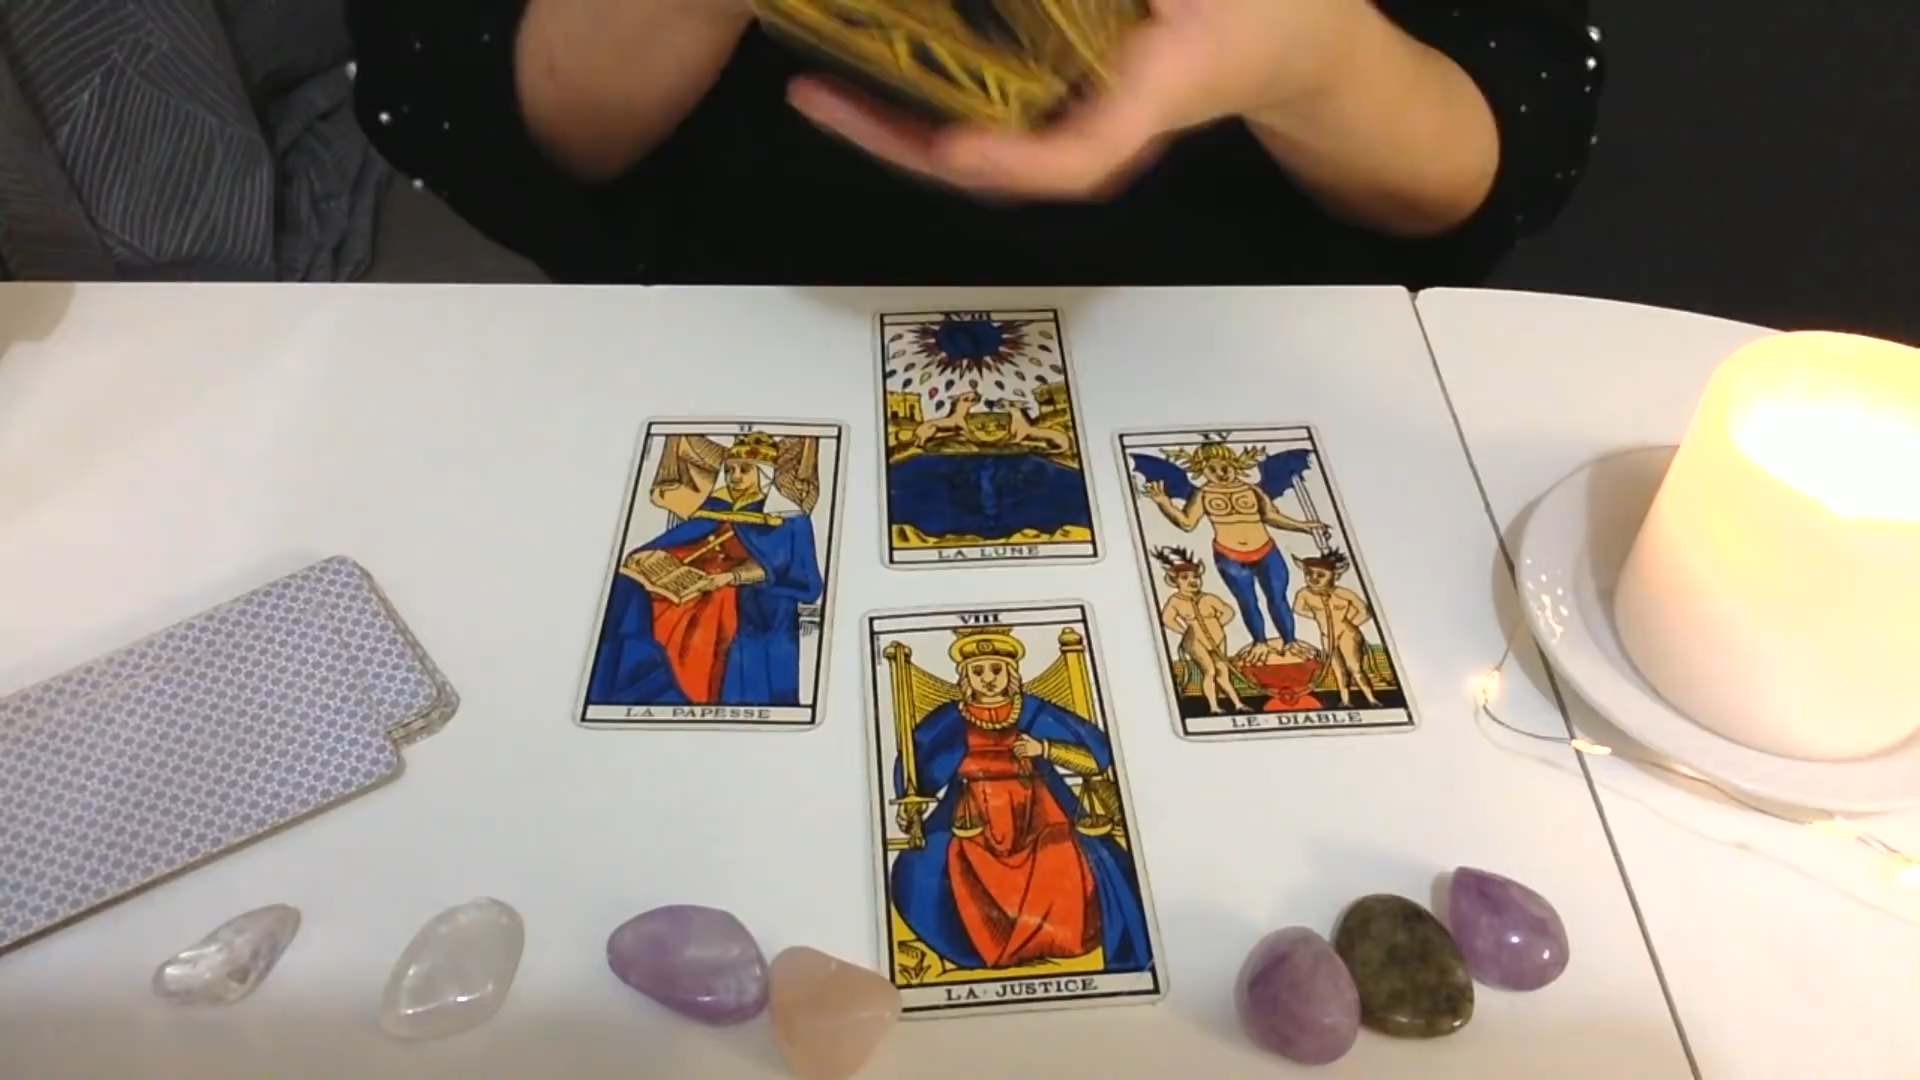 XVIII
LA·LUNE
II
LA·PAPESSE
XV
LE·DIABLE
VIII
LA·JUSTICE